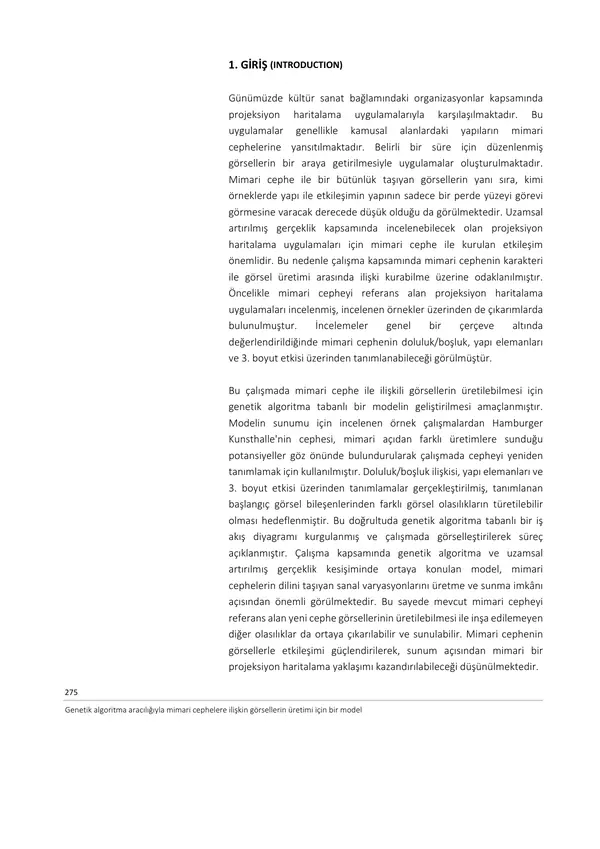 1. GİRİŞ (INTRODUCTION)
Günümüzde kültür sanat bağlamındaki organizasyonlar kapsamında
projeksiyon haritalama uygulamalarıyla karşılaşılmaktadır. Bu
uygulamalar genellikle kamusal alanlardaki yapıların mimari
cephelerine yansıtılmaktadır. Belirli bir süre için düzenlenmiş
görsellerin bir araya getirilmesiyle uygulamalar oluşturulmaktadır.
Mimari cephe ile bir bütünlük taşıyan görsellerin yanı sıra, kimi
örneklerde yapı ile etkileşimin yapının sadece bir perde yüzeyi görevi
görmesine varacak derecede düşük olduğu da görülmektedir. Uzamsal
artırılmış gerçeklik kapsamında incelenebilecek olan projeksiyon
haritalama uygulamaları için mimari cephe ile kurulan etkileşim
önemlidir. Bu nedenle çalışma kapsamında mimari cephenin karakteri
ile görsel üretimi arasında ilişki kurabilme üzerine odaklanılmıştır.
Öncelikle mimari cepheyi referans alan projeksiyon haritalama
uygulamaları incelenmiş, incelenen örnekler üzerinden de çıkarımlarda
bulunulmuştur. İncelemeler genel bir çerçeve altında
değerlendirildiğinde mimari cephenin doluluk/boşluk, yapı elemanları
ve 3. boyut etkisi üzerinden tanımlanabileceği görülmüştür.
Bu çalışmada mimari cephe ile ilişkili görsellerin üretilebilmesi için
genetik algoritma tabanlı bir modelin geliştirilmesi amaçlanmıştır.
Modelin sunumu için incelenen örnek çalışmalardan Hamburger
Kunsthalle'nin cephesi, mimari açıdan farklı üretimlere sunduğu
potansiyeller göz önünde bulundurularak çalışmada cepheyi yeniden
tanımlamak için kullanılmıştır. Doluluk/boşluk ilişkisi, yapı elemanları ve
3. boyut etkisi üzerinden tanımlamalar gerçekleştirilmiş, tanımlanan
başlangıç görsel bileşenlerinden farklı görsel olasılıkların türetilebilir
olması hedeflenmiştir. Bu doğrultuda genetik algoritma tabanlı bir iş
akış diyagramı kurgulanmış ve çalışmada görselleştirilerek süreç
açıklanmıştır. Çalışma kapsamında genetik algoritma ve uzamsal
artırılmış gerçeklik kesişiminde ortaya konulan model, mimari
cephelerin dilini taşıyan sanal varyasyonlarını üretme ve sunma imkânı
açısından önemli görülmektedir. Bu sayede mevcut mimari cepheyi
referans alan yeni cephe görsellerinin üretilebilmesi ile inşa edilemeyen
diğer olasılıklar da ortaya çıkarılabilir ve sunulabilir. Mimari cephenin
görsellerle etkileşimi güçlendirilerek, sunum açısından mimari bir
projeksiyon haritalama yaklaşımı kazandırılabileceği düşünülmektedir.
275
Genetik algoritma aracılığıyla mimari cephelere ilişkin görsellerin üretimi için bir model